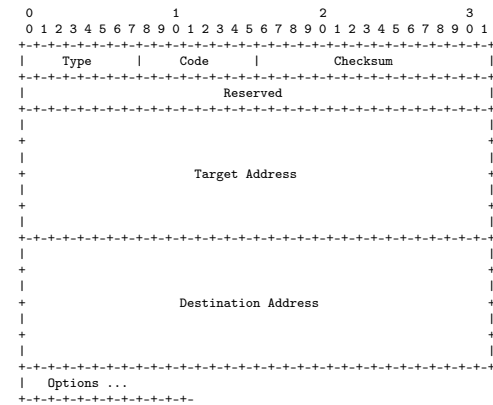 0                   1                   2                   3
0 1 2 3 4 5 6 7 8 9 0 1 2 3 4 5 6 7 8 9 0 1 2 3 4 5 6 7 8 9 0 1
+-+-+-+-+-+-+-+-+-+-+-+-+-+-+-+-+-+-+-+-+-+-+-+-+-+-+-+-+-+-+-+-+
|     Type      |     Code      |          Checksum             |
+-+-+-+-+-+-+-+-+-+-+-+-+-+-+-+-+-+-+-+-+-+-+-+-+-+-+-+-+-+-+-+-+
|                           Reserved                            |
+-+-+-+-+-+-+-+-+-+-+-+-+-+-+-+-+-+-+-+-+-+-+-+-+-+-+-+-+-+-+-+-+
|                                                               |
+                                                               +
|                                                               |
+                       Target Address                          +
|                                                               |
+                                                               +
|                                                               |
+-+-+-+-+-+-+-+-+-+-+-+-+-+-+-+-+-+-+-+-+-+-+-+-+-+-+-+-+-+-+-+-+
|                                                               |
+                                                               +
|                                                               |
+                     Destination Address                       +
|                                                               |
+                                                               +
|                                                               |
+-+-+-+-+-+-+-+-+-+-+-+-+-+-+-+-+-+-+-+-+-+-+-+-+-+-+-+-+-+-+-+-+
|   Options ...
+-+-+-+-+-+-+-+-+-+-+-+-